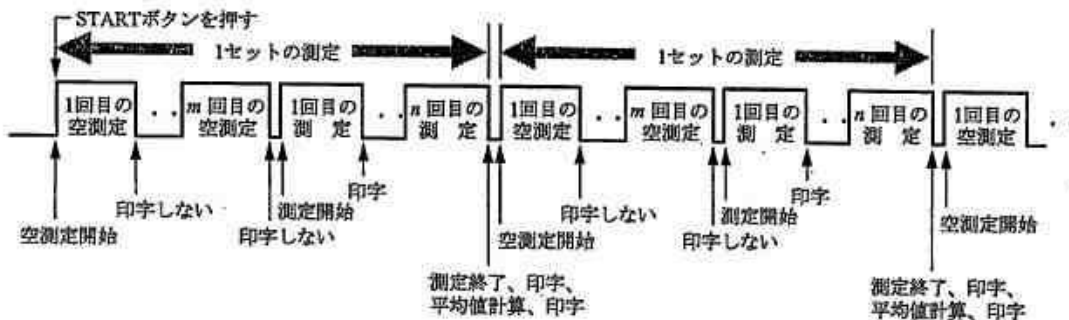 STARTボタンを押す
1セットの測定
1セットの測定
1回目の
空測定
・・
m 回目の
空測定
1回目の
測 定
・・
n 回目の
測 定
1回目の
空測定
・・
m 回目の
空測定
1回目の
測 定
・・
n 回目の
測 定
1回目の
空測定
・
空測定開始
印字しない
印字しない
測定開始
印字
測定終了、印字、
平均値計算、印字
空測定開始
印字しない
印字しない
測定開始
印字
測定終了、印字、
平均値計算、印字
空測定開始